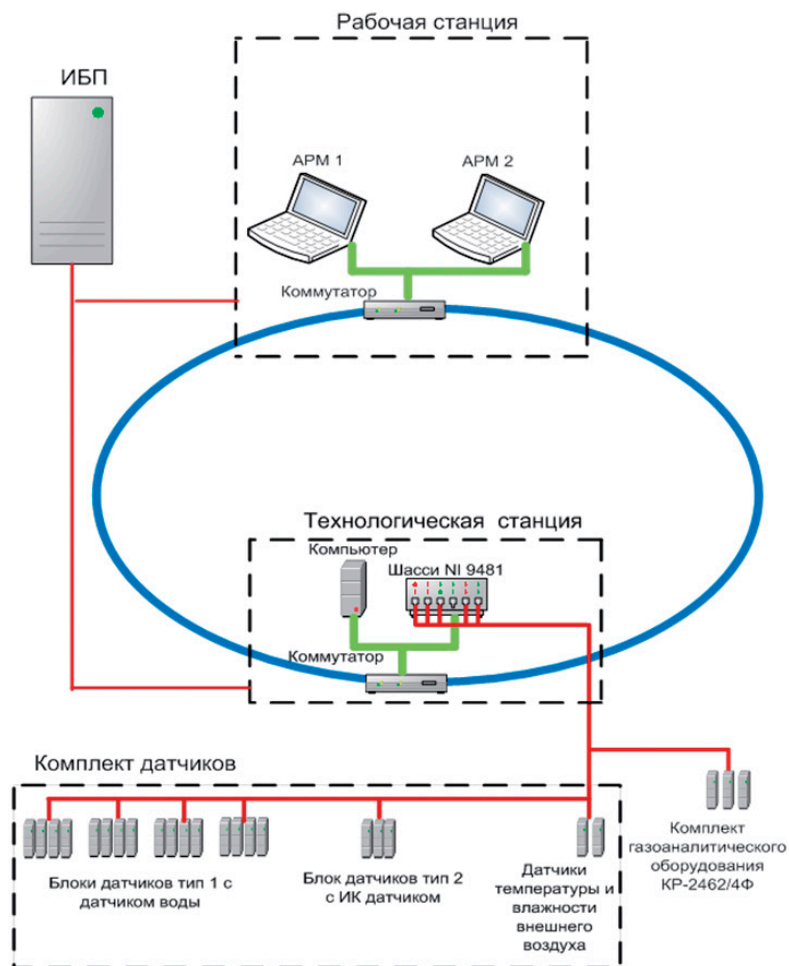 Рабочая станция
ИБП
АРМ 1
АРМ 2
Коммутатор
Технологическая станция
Компьютер
Шасси NI 9481
Коммутатор
Комплект датчиков
Блоки датчиков тип 1 с
датчиком воды
Блок датчиков тип 2
с ИК датчиком
Датчики
температуры и
влажности
внешнего
воздуха
Комплект
газоаналитического
оборудования
КР-2462/4Ф